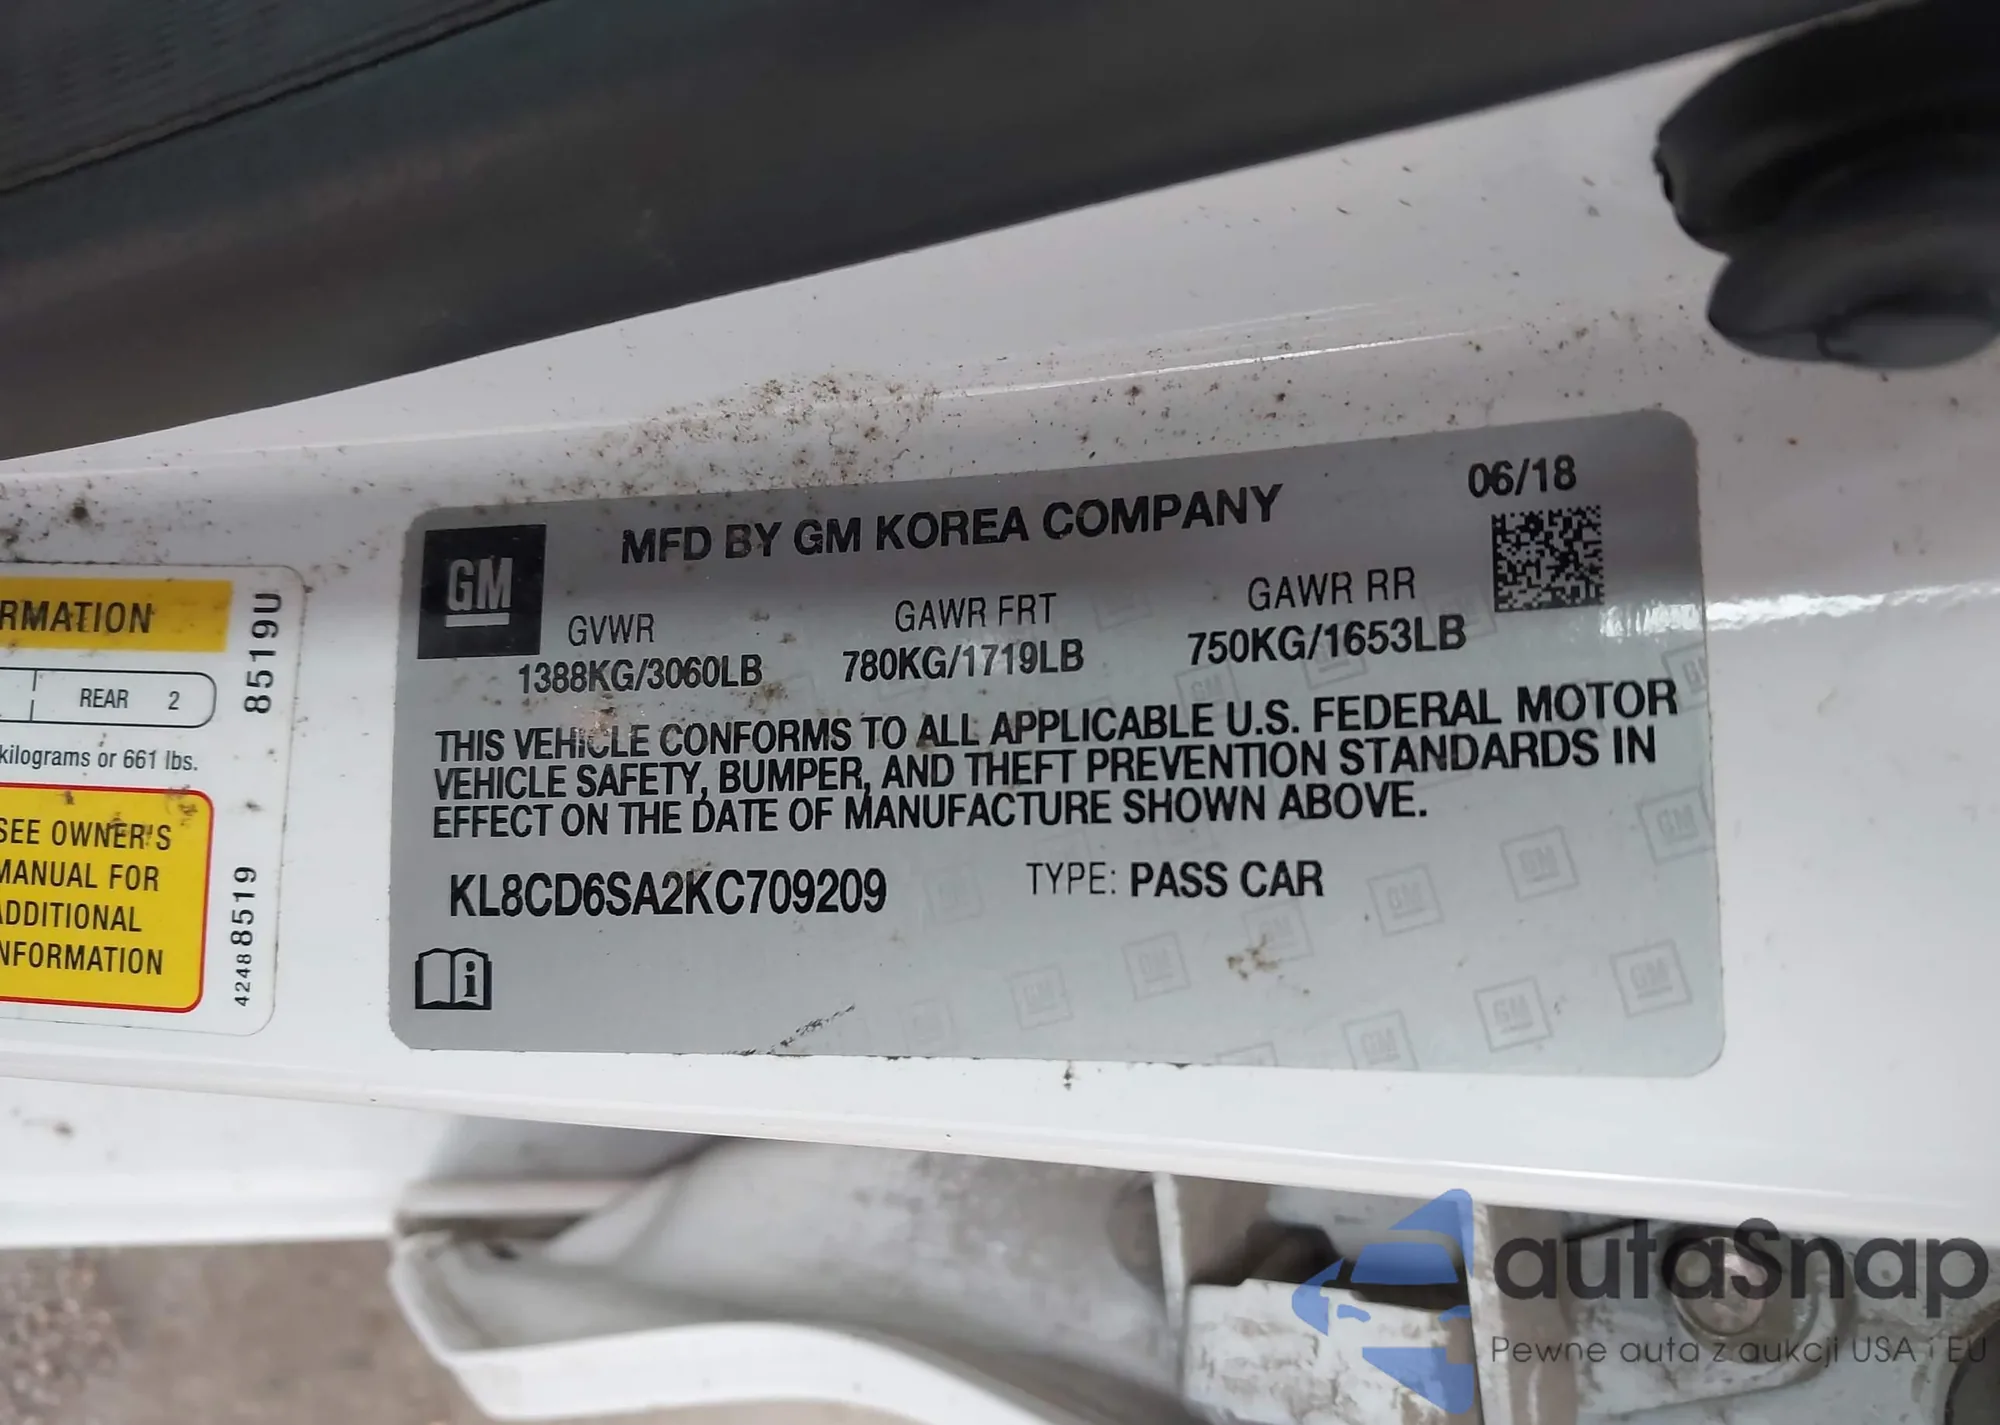 RMATION
REAR 2
kilograms or 661 lbs.
SEE OWNER'S
MANUAL FOR
ADDITIONAL
INFORMATION
8519U
42488519
GM
MFD BY GM KOREA COMPANY
06/18
GVWR
1388KG/3060LB
GAWR FRT
780KG/1719LB
GAWR RR
750KG/1653LB
THIS VEHICLE CONFORMS TO ALL APPLICABLE U.S. FEDERAL MOTOR
VEHICLE SAFETY, BUMPER, AND THEFT PREVENTION STANDARDS IN
EFFECT ON THE DATE OF MANUFACTURE SHOWN ABOVE.
KL8CD6SA2KC709209
TYPE: PASS CAR
i
autaSnap
Pewne auta z aukcji USA i EU